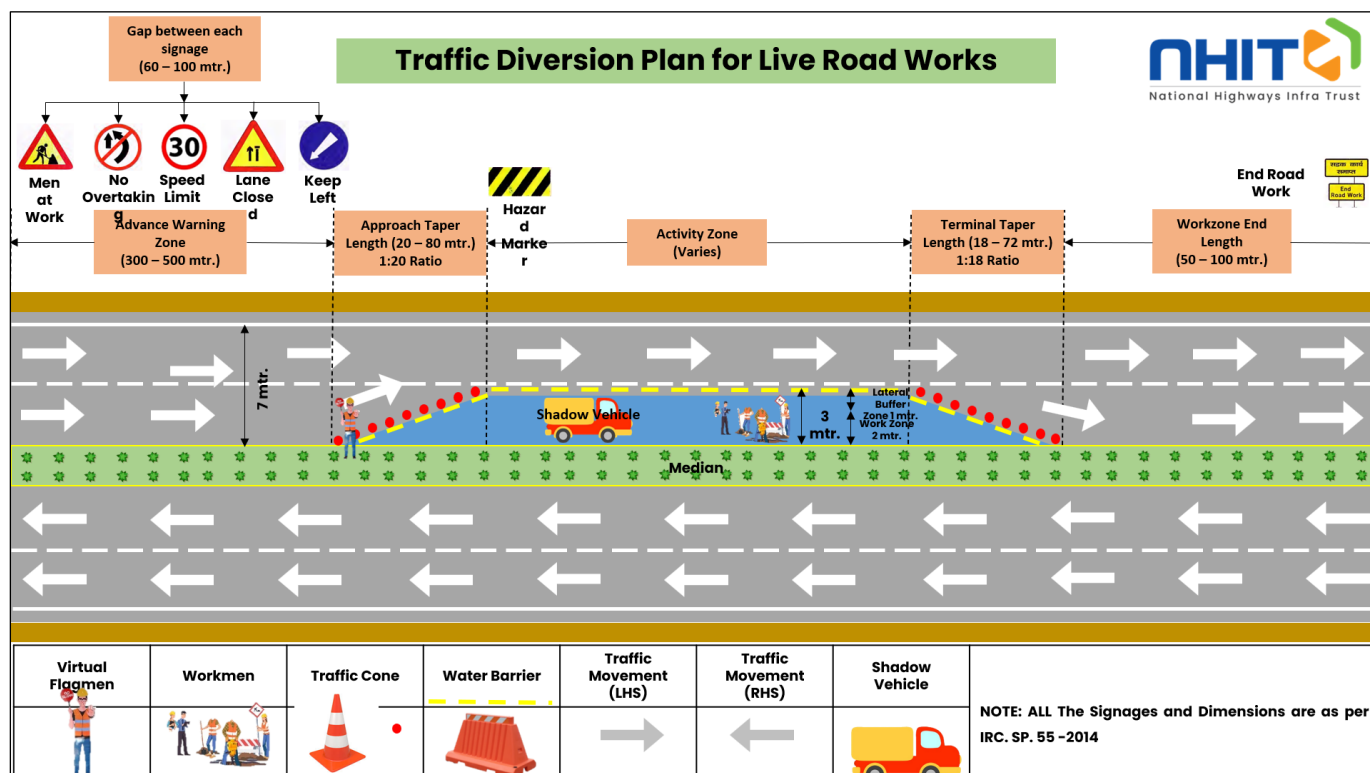 Gap between each
signage
(60 – 100 mtr.)
Traffic Diversion Plan for Live Road Works
NHIT
National Highways Infra Trust
30
Men
at
Work
No
Overtakin
g
Speed
Limit
Lane
Close
d
Keep
Left
Hazar
d
Marke
r
End Road
Work
सड़क कार्य
समाप्त
End
Road Work
Advance Warning
Zone
(300 – 500 mtr.)
Approach Taper
Length (20 – 80 mtr.)
1:20 Ratio
Activity Zone
(Varies)
Terminal Taper
Length (18 – 72 mtr.)
1:18 Ratio
Workzone End
Length
(50 – 100 mtr.)
7 mtr.
Shadow Vehicle
3
mtr.
Lateral
Buffer
Zone 1 mtr.
Work Zone
2 mtr.
Median
Virtual
Flagmen
Workmen
Traffic Cone
Water Barrier
Traffic
Movement
(LHS)
Traffic
Movement
(RHS)
Shadow
Vehicle
NOTE: ALL The Signages and Dimensions are as per
IRC. SP. 55 -2014